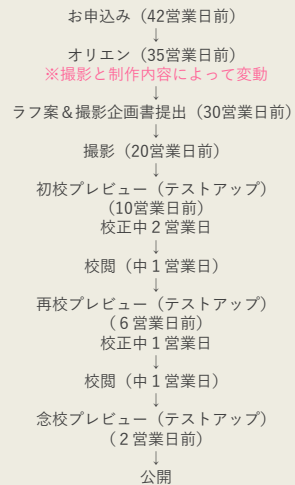 お申込み（42営業日前）
↓
オリエン（35営業日前）
※撮影と制作内容によって変動
↓
ラフ案＆撮影企画書提出（30営業日前）
↓
撮影（20営業日前）
↓
初校プレビュー（テストアップ）
(10営業日前）
校正中２営業日
↓
校閲（中１営業日）
↓
再校プレビュー（テストアップ）
（６営業日前）
校正中１営業日
↓
校閲（中１営業日）
↓
念校プレビュー（テストアップ）
（２営業日前）
↓
公開